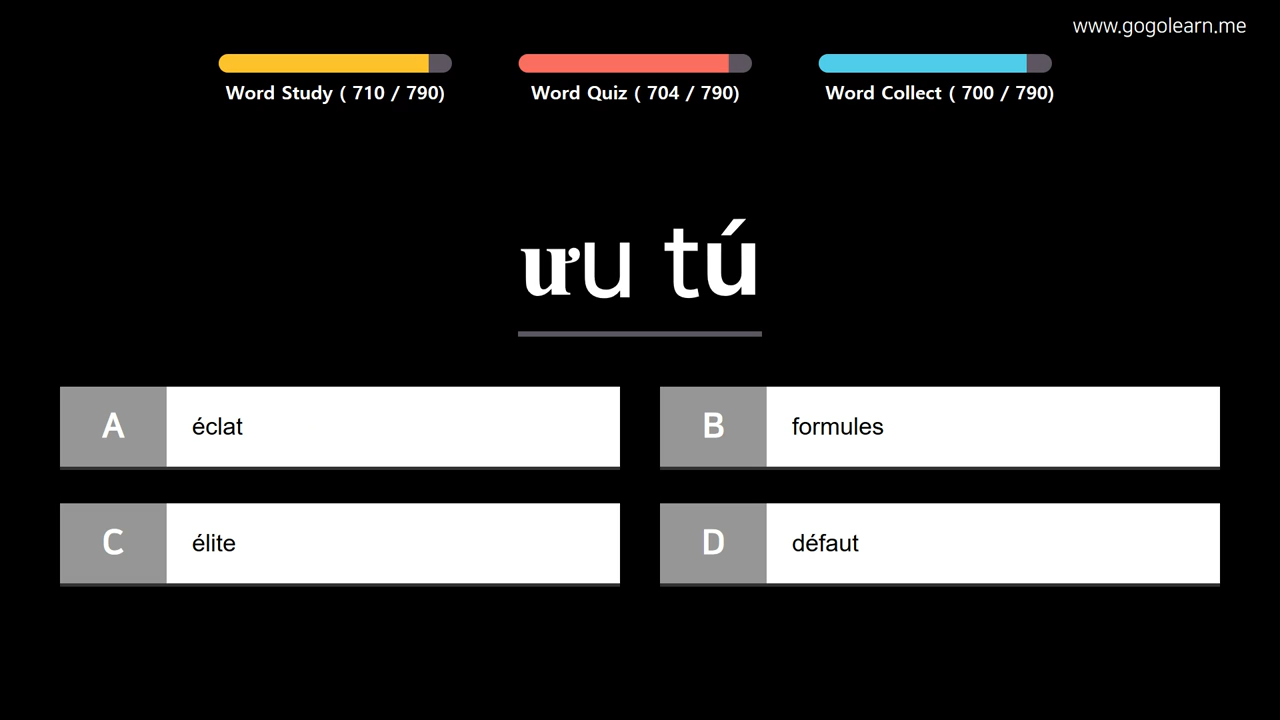 www.gogolearn.me
Word Study ( 710 / 790)
Word Quiz ( 704 / 790)
Word Collect ( 700 / 790)
ưu tú
A éclat
B formules
C élite
D défaut